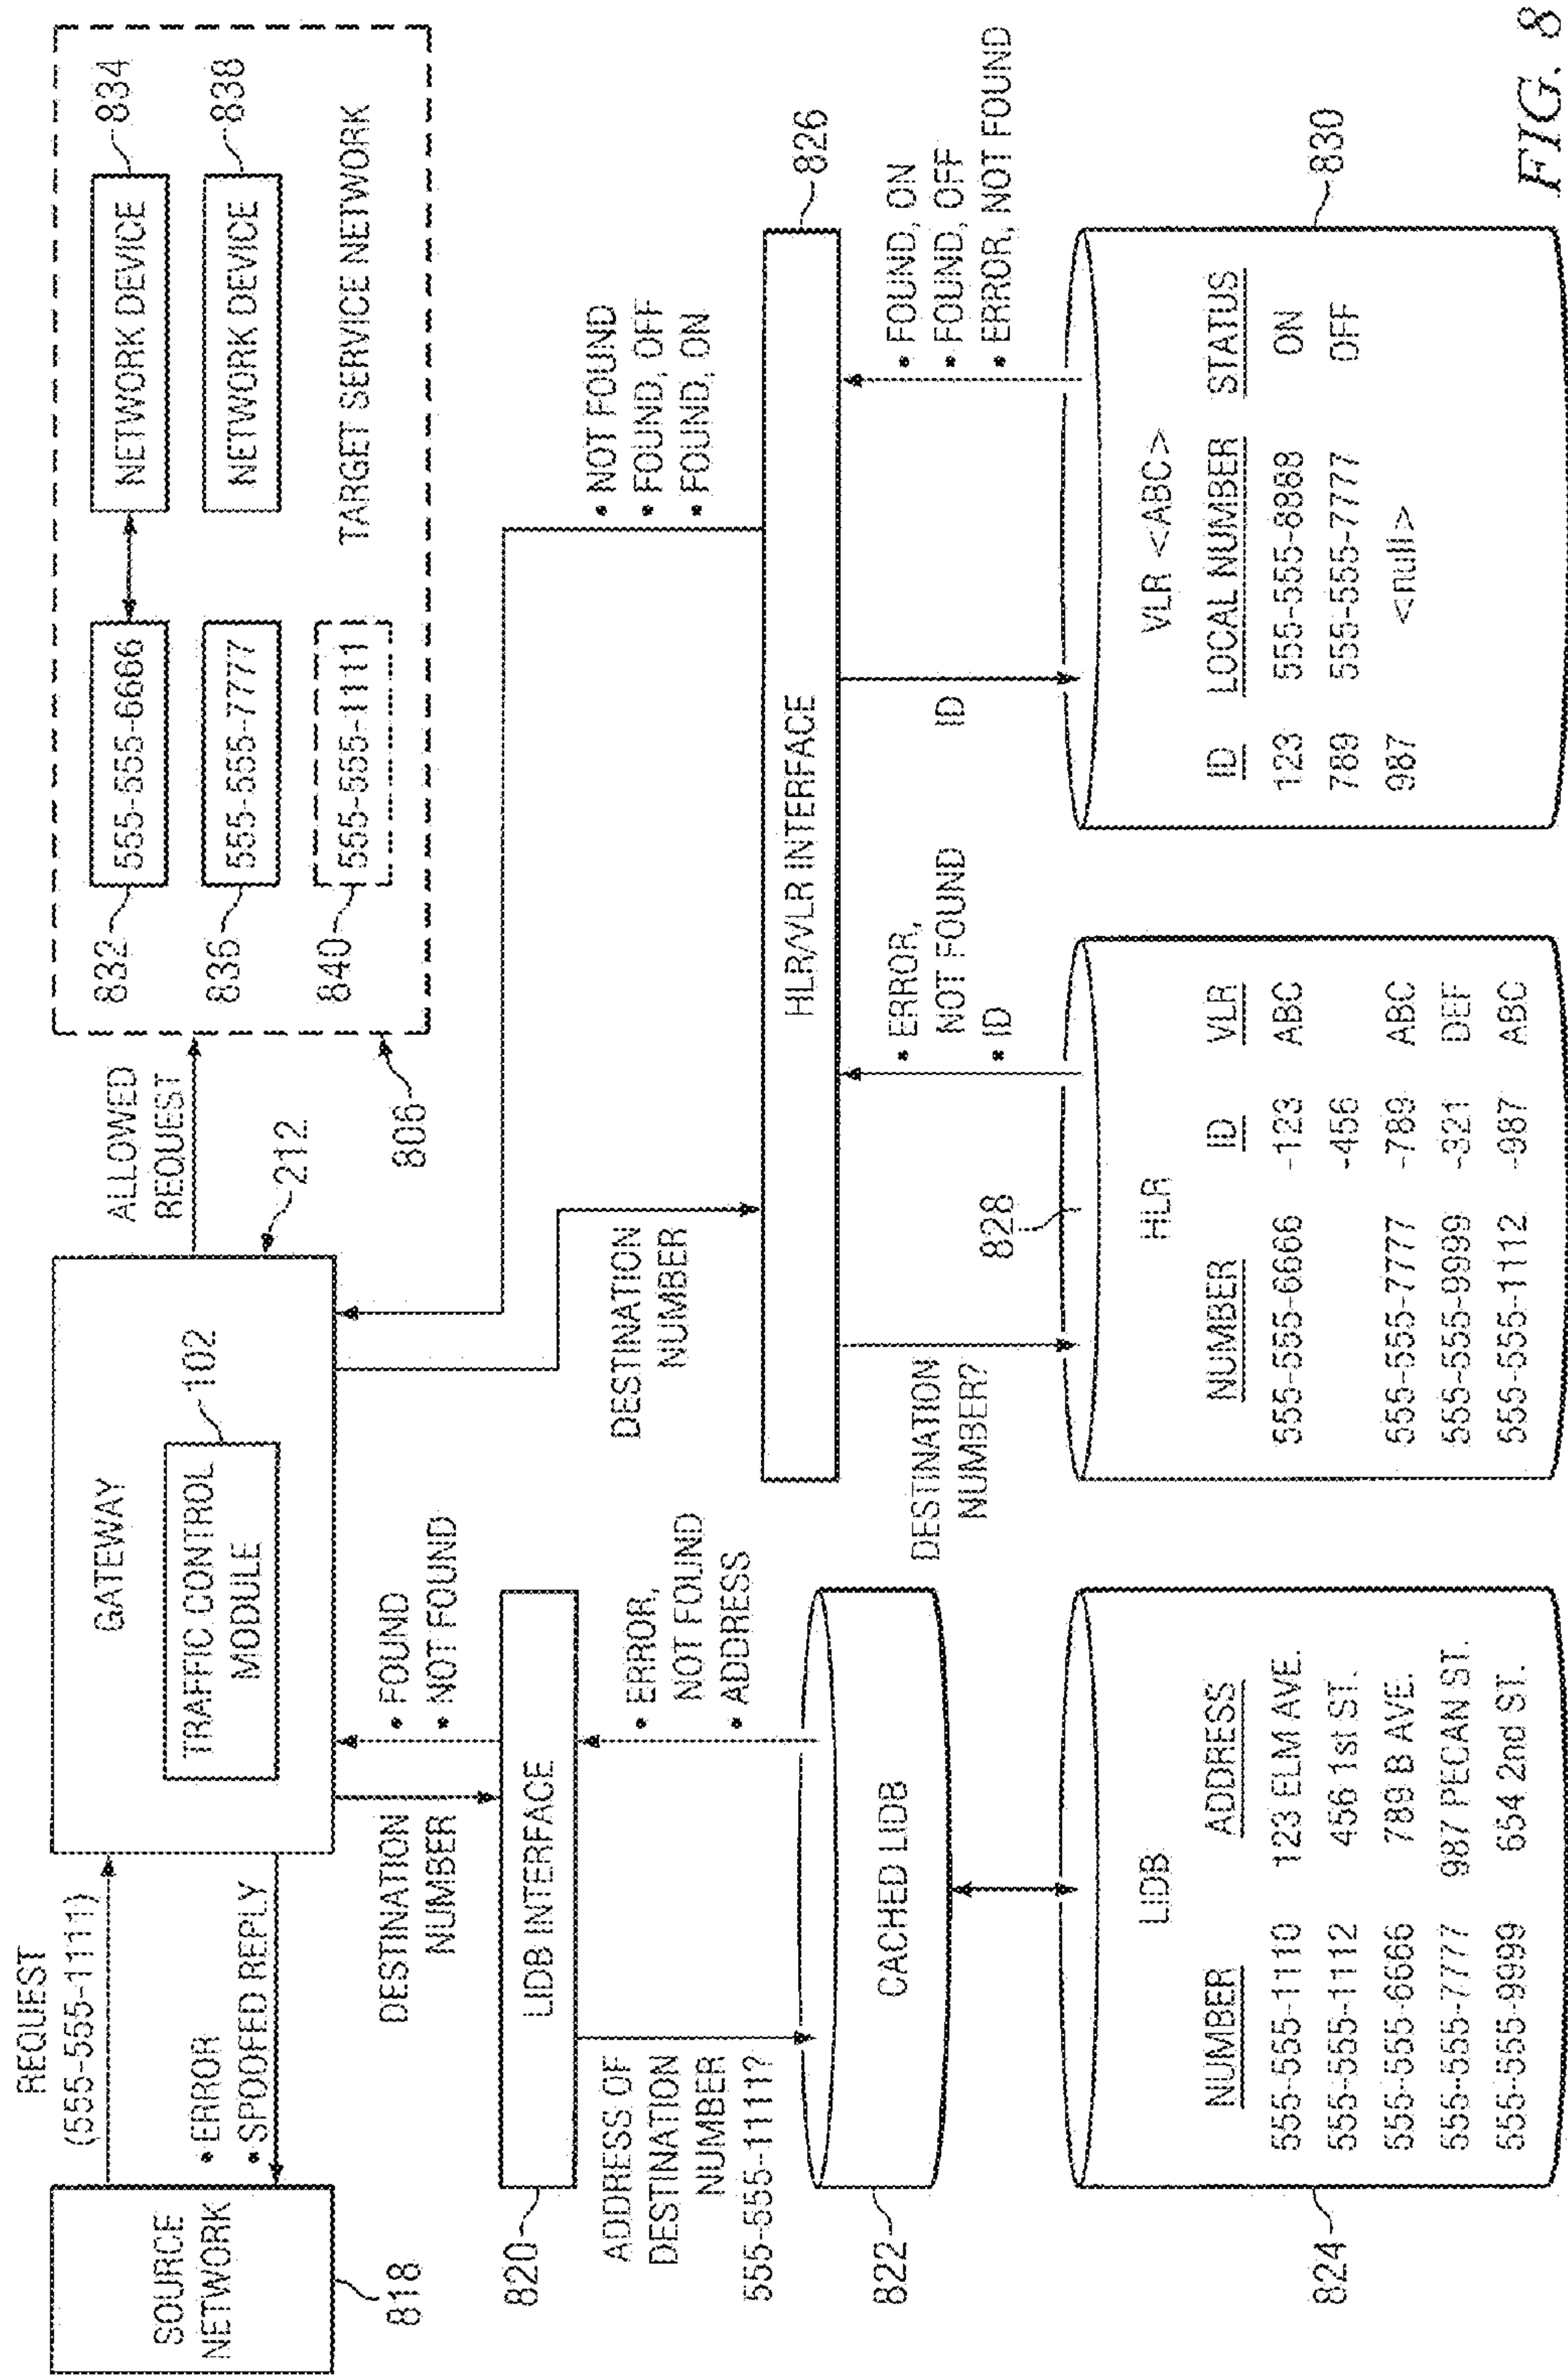 REQUEST
(555-555-1111)
SOURCE
NETWORK
818
• ERROR
• SPOOFED REPLY
GATEWAY
TRAFFIC CONTROL
MODULE
102
212
ALLOWED
REQUEST
806
832
555-555-6666
NETWORK DEVICE
834
836
555-555-7777
NETWORK DEVICE
838
840
555-555-1111
TARGET SERVICE NETWORK
DESTINATION
NUMBER
• FOUND
• NOT FOUND
820
LIDB INTERFACE
ADDRESS OF
DESTINATION
NUMBER
555-555-1111?
• ERROR,
NOT FOUND
• ADDRESS
822
CACHED LIDB
824
LIDB
NUMBER ADDRESS
555-555-1110 123 ELM AVE.
555-555-1112 456 1st ST.
555-555-6666 789 B AVE.
555-555-7777 987 PECAN ST.
555-555-9999 654 2nd ST.
DESTINATION
NUMBER
• NOT FOUND
• FOUND, OFF
• FOUND, ON
HLR/VLR INTERFACE
826
DESTINATION
NUMBER?
• ERROR,
NOT FOUND
• ID
828
HLR
NUMBER ID VLR
555-555-6666 -123 ABC
-456
555-555-7777 -789 ABC
555-555-9999 -321 DEF
555-555-1112 -987 ABC
ID
• FOUND, ON
• FOUND, OFF
• ERROR, NOT FOUND
830
VLR <ABC>
ID LOCAL NUMBER STATUS
123 555-555-8888 ON
789 555-555-7777 OFF
987 <null>
FIG. 8